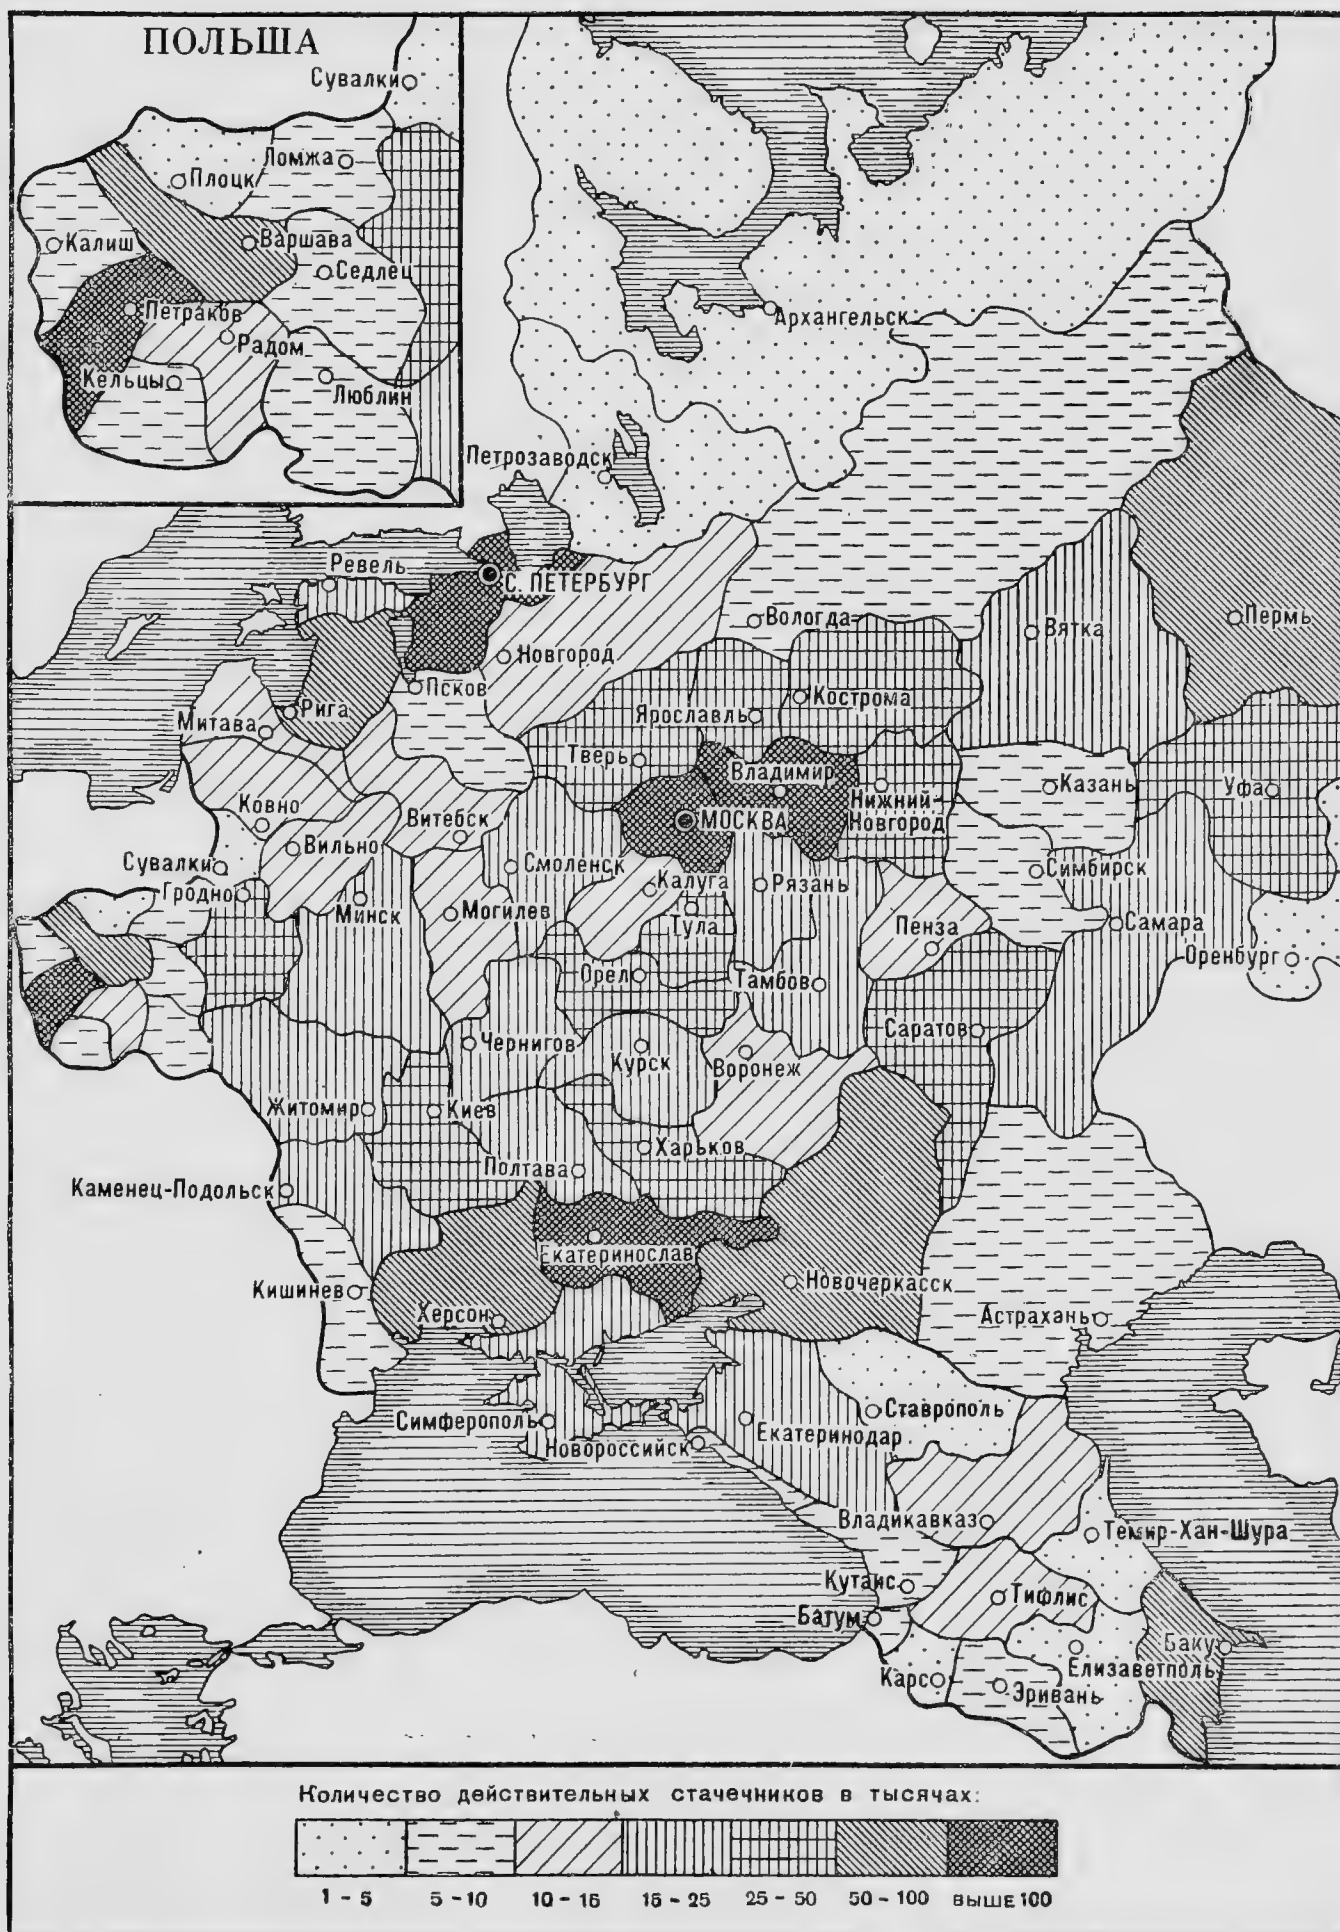 ПОЛЬША
Сувалки
Ломжа
Плоцк
Калиш
Варшава
Седлец
Петраков
Радом
Кельцы
Люблин
Архангельск
Петрозаводск
Ревель
С. ПЕТЕРБУРГ
Вологда
Вятка
Пермь
Новгород
Псков
Кострома
Рига
Ярославль
Митава
Тверь
Владимир
Казань
Уфа
Нижний-
Новгород
Ковно
Витебск
МОСКВА
Вильно
Сувалки
Смоленск
Симбирск
Гродно
Калуга
Рязань
Минск
Могилев
Тула
Пенза
Самара
Оренбург
Орел
Тамбов
Саратов
Чернигов
Курск
Воронеж
Житомир
Киев
Харьков
Полтава
Каменец-Подольск
Екатеринослав
Новочеркасск
Кишинев
Херсон
Астрахань
Симферополь
Ставрополь
Екатеринодар
Новороссийск
Владикавказ
Темир-Хан-Шура
Кутаис
Тифлис
Батум
Баку
Елизаветполь
Карс
Эривань
Количество действительных стачечников в тысячах:
1 - 5 5 - 10 10 - 15 15 - 25 25 - 50 50 - 100 ВЫШЕ 100